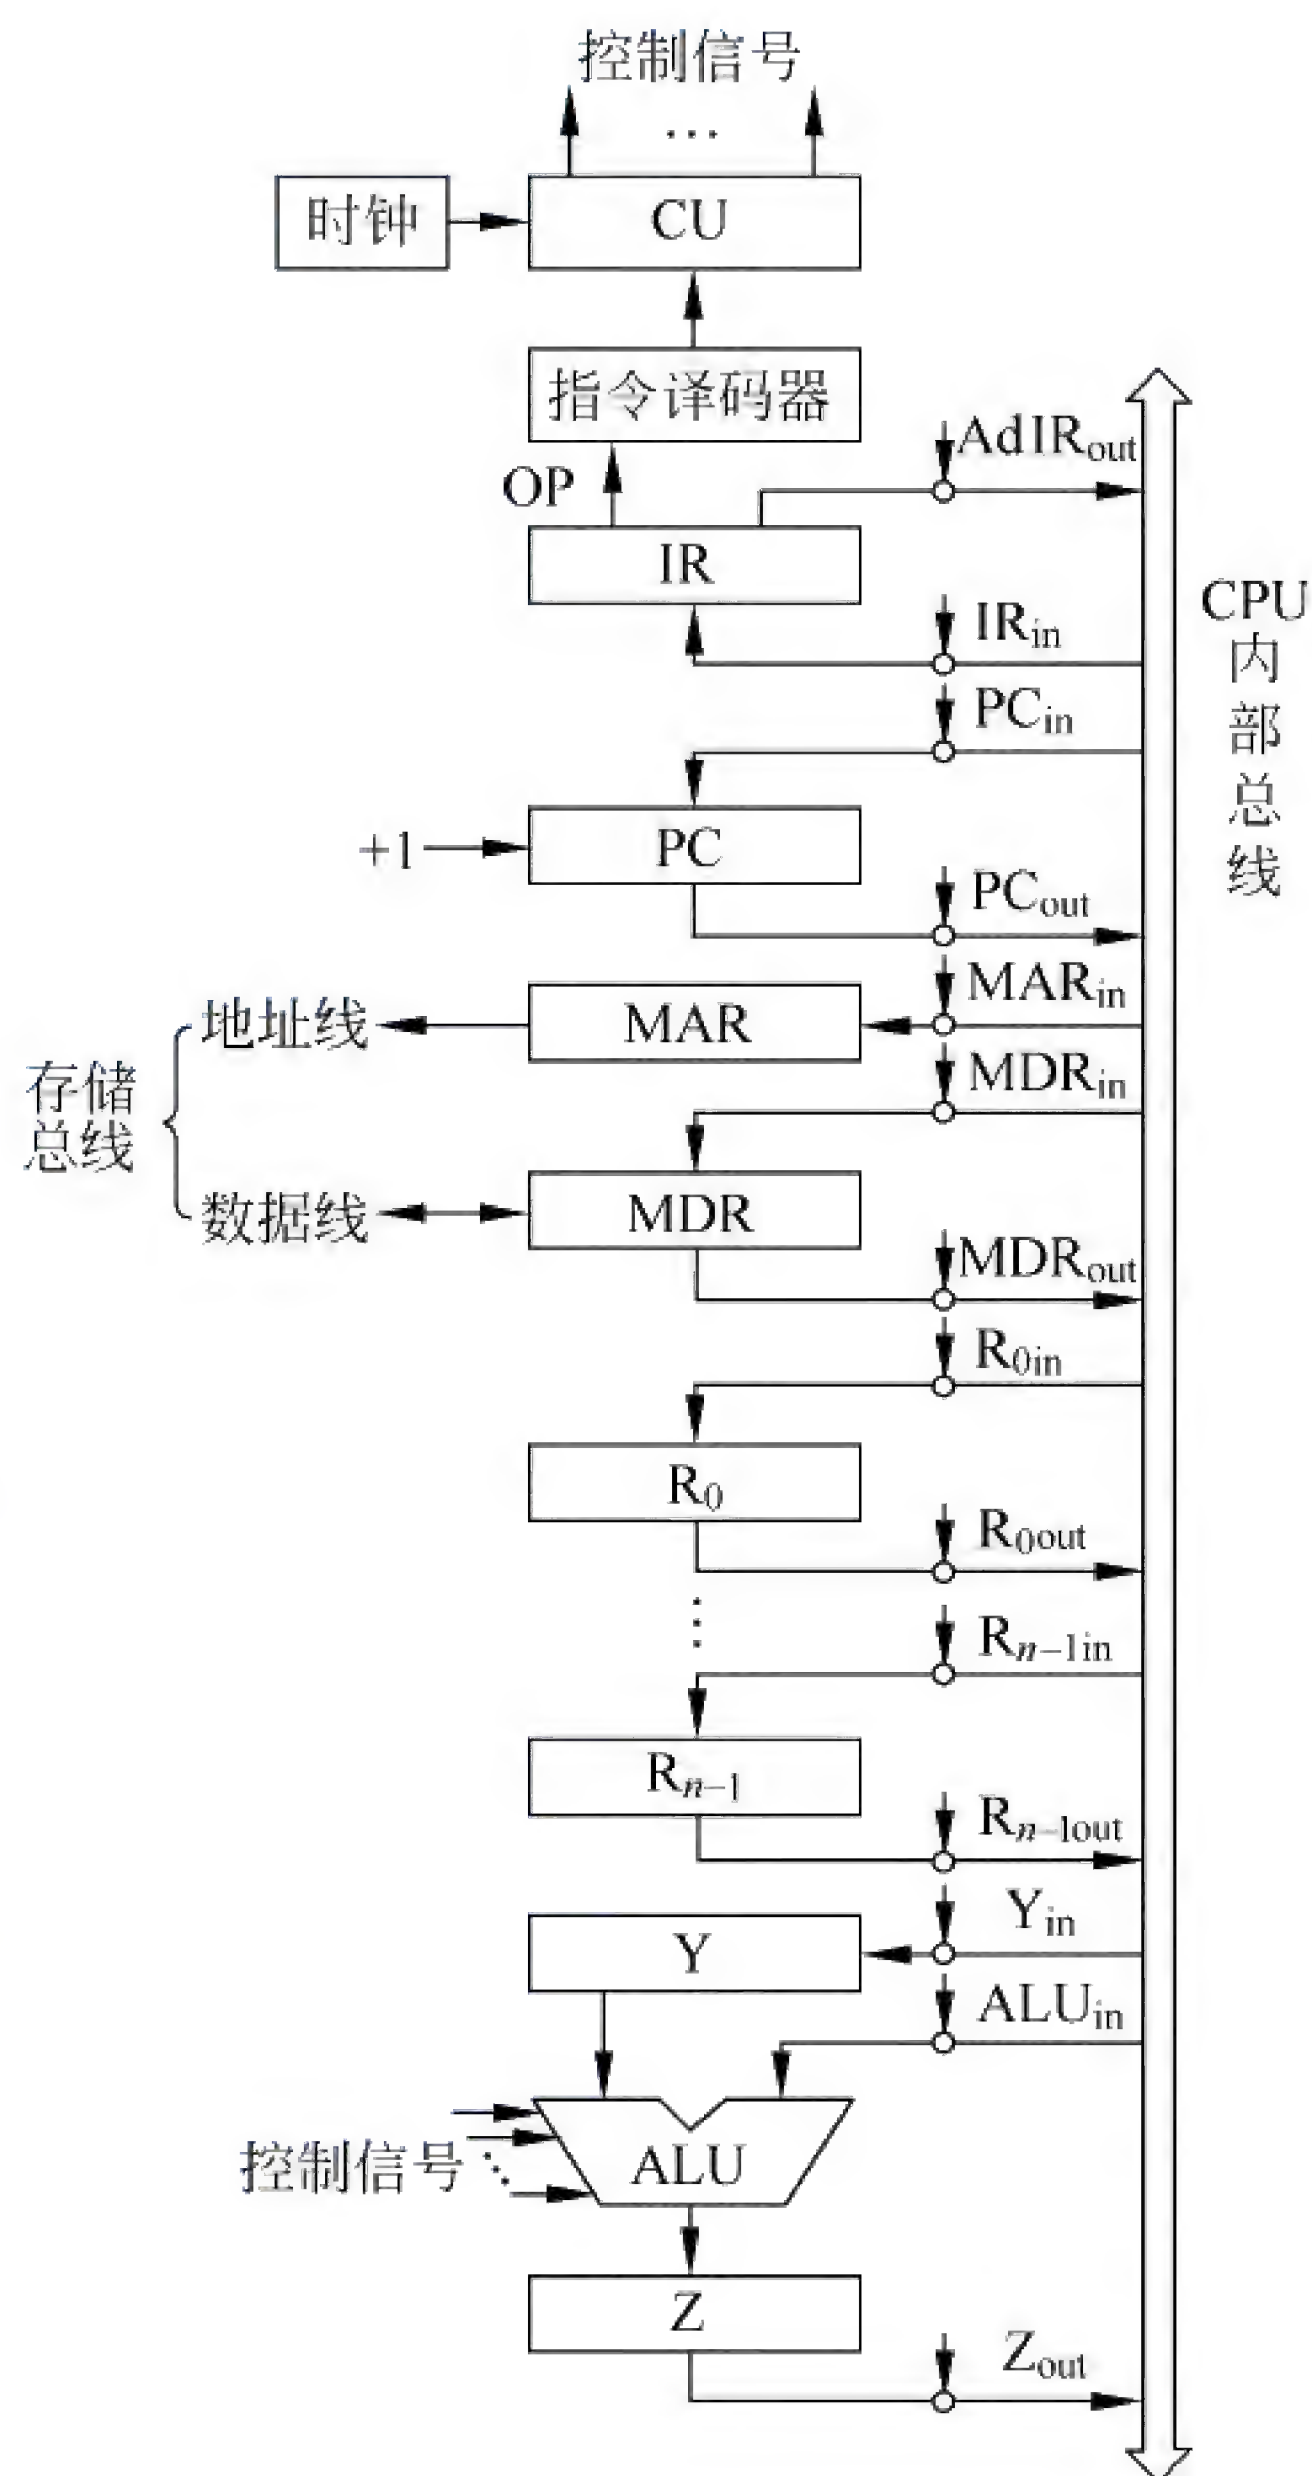 控制信号
…
时钟
CU
指令译码器
AdIRout
OP
IR
IRin
CPU
内
部
总
线
PCin
+1
PC
PCout
MARin
地址线
MAR
存储
总线
MDRin
数据线
MDR
MDRout
R0in
R0
R0out
⋮
Rn−1in
Rn−1
Rn−1out
Yin
Y
ALUin
控制信号
⋱
ALU
Z
Zout